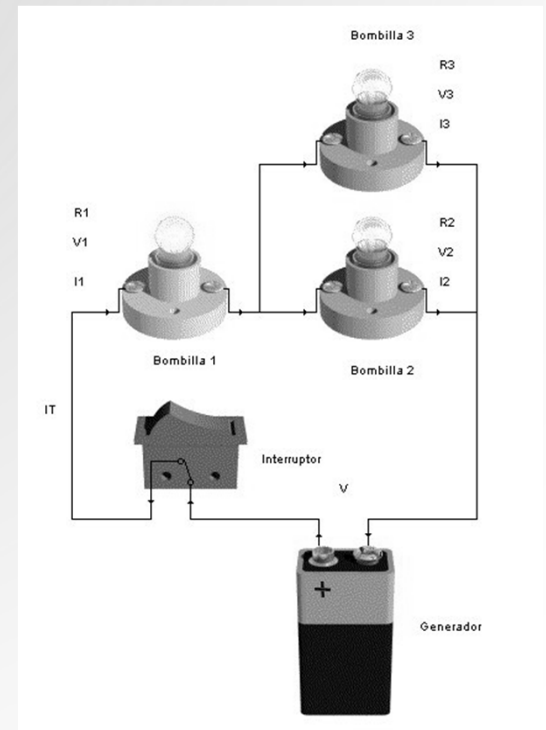 Bombilla 3
R3
V3
I3
R1
V1
I1
R2
V2
I2
Bombilla 1
Bombilla 2
IT
Interruptor
V
+
Generador